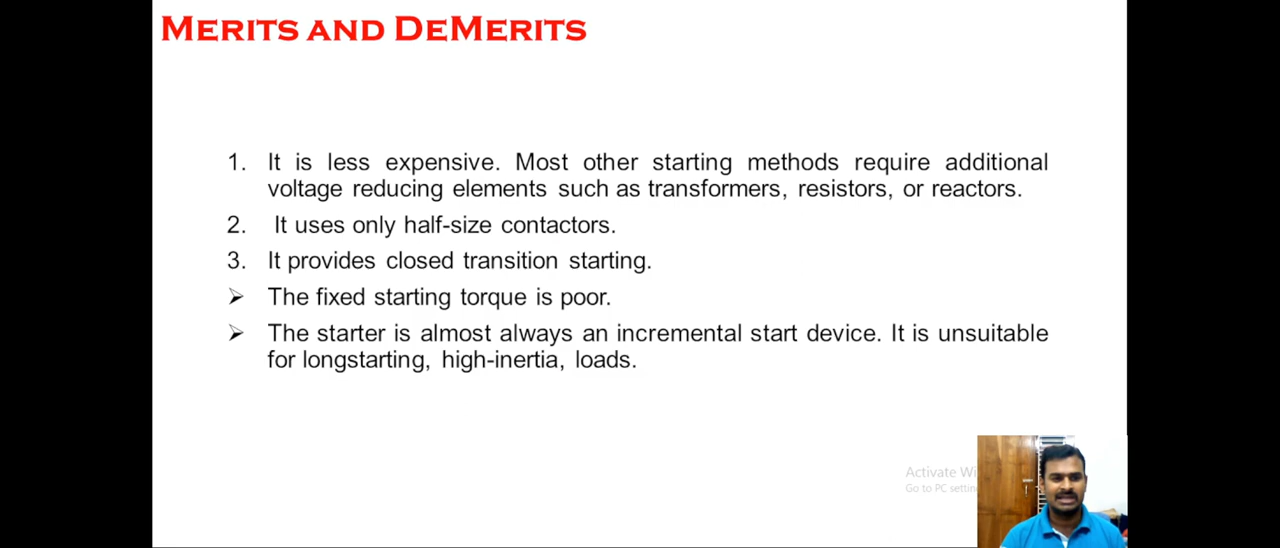 MERITS AND DEMERITS
1. It is less expensive. Most other starting methods require additional
voltage reducing elements such as transformers, resistors, or reactors.
2. It uses only half-size contactors.
3. It provides closed transition starting.
➢ The fixed starting torque is poor.
➢ The starter is almost always an incremental start device. It is unsuitable
for longstarting, high-inertia, loads.
Activate Wi
Go to PC settin